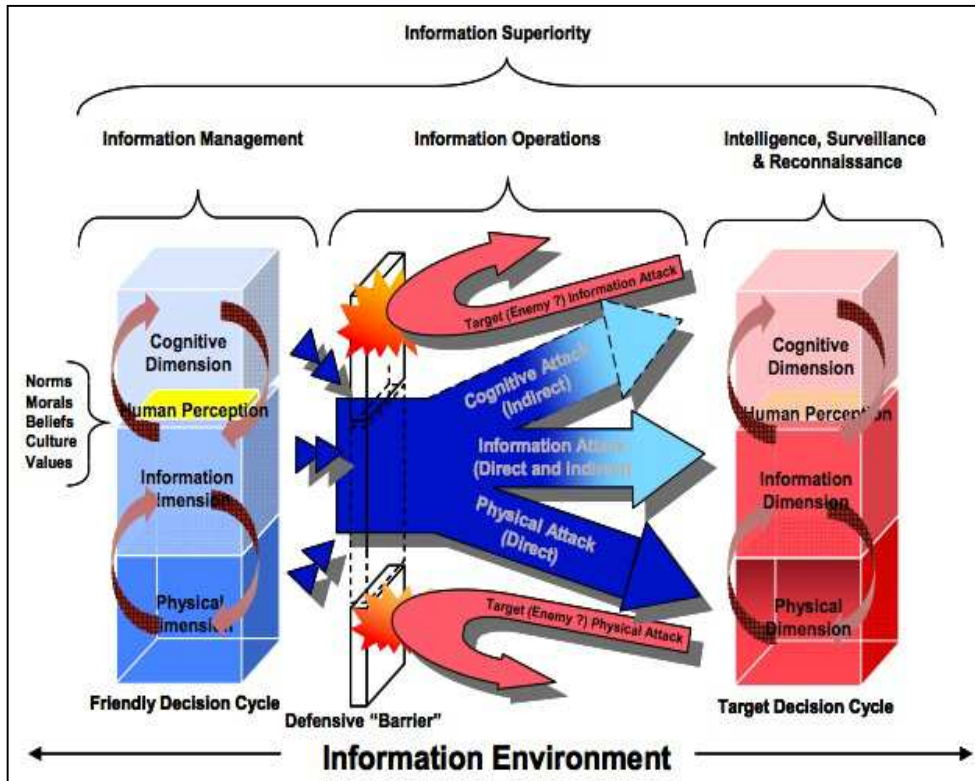 Information Superiority
Information Management
Information Operations
Intelligence, Surveillance
& Reconnaissance
Norms
Morals
Beliefs
Culture
Values
Cognitive
Dimension
Human Perception
Information
Dimension
Physical
Dimension
Friendly Decision Cycle
Target (Enemy ?) Information Attack
Cognitive Attack
(Indirect)
Information Attack
(Direct and Indirect)
Physical Attack
(Direct)
Target (Enemy ?) Physical Attack
Defensive “Barrier”
Cognitive
Dimension
Human Perception
Information
Dimension
Physical
Dimension
Target Decision Cycle
Information Environment